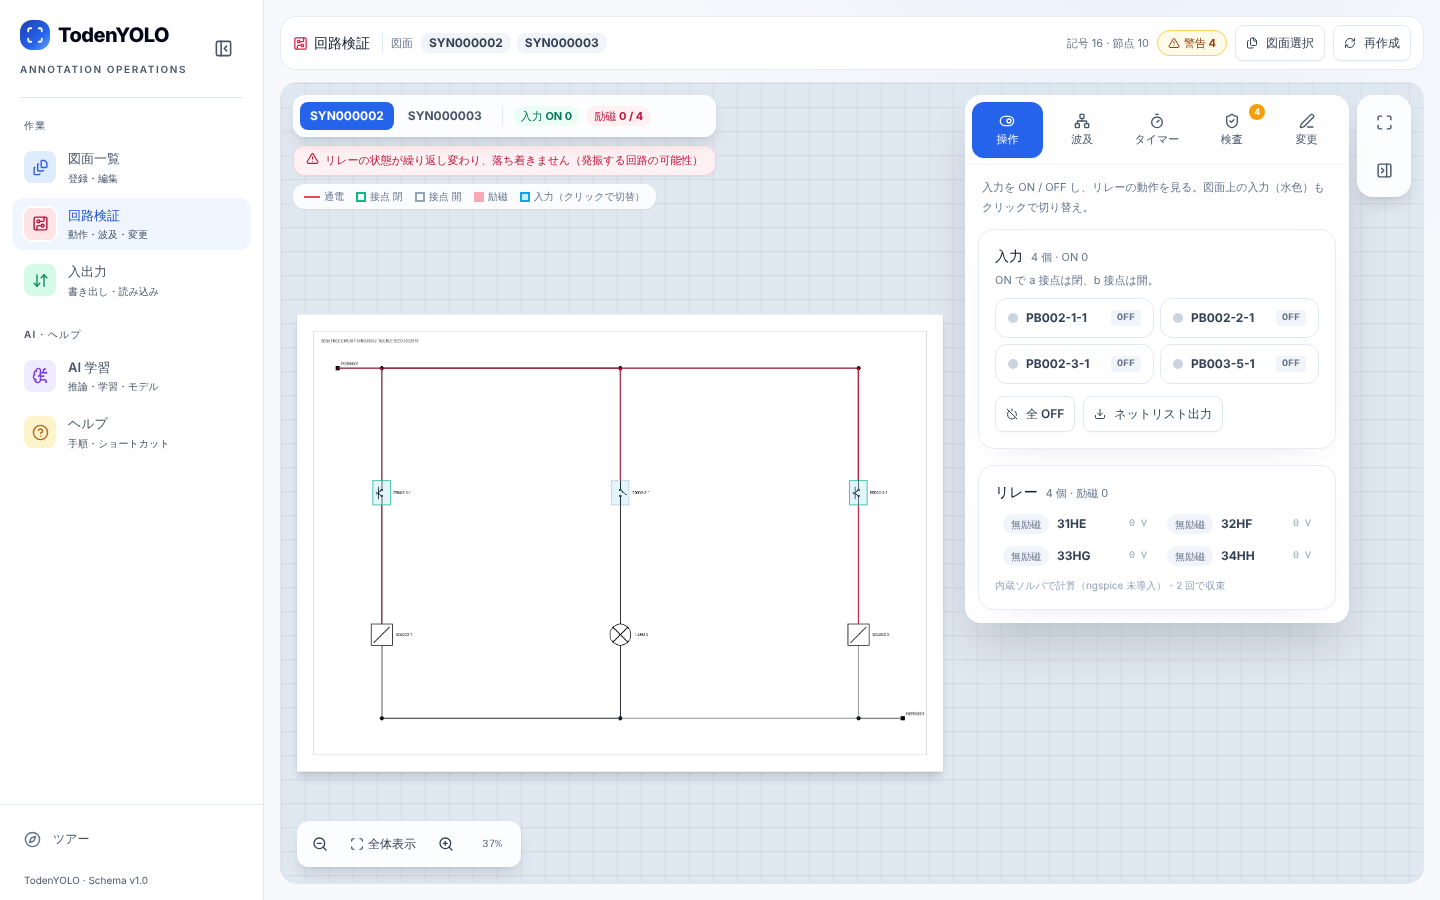 TodenYOLO
ANNOTATION OPERATIONS
作業
図面一覧
登録・編集
回路検証
動作・波及・変更
入出力
書き出し・読み込み
AI・ヘルプ
AI 学習
推論・学習・モデル
ヘルプ
手順・ショートカット
ツアー
TodenYOLO · Schema v1.0
回路検証 図面 SYN000002 SYN000003
記号 16 · 節点 10 警告 4 図面選択 再作成
SYN000002 SYN000003 入力 ON 0 励磁 0 / 4
リレーの状態が繰り返し変わり、落ち着きません（発振する回路の可能性）
通電 接点 閉 接点 開 励磁 入力（クリックで切替）
全体表示 37%
操作 波及 タイマー 検査 4 変更
入力を ON / OFF し、リレーの動作を見る。図面上の入力（水色）も
クリックで切り替え。
入力 4 個 · ON 0
ON で a 接点は閉、b 接点は開。
PB002-1-1 OFF PB002-2-1 OFF
PB002-3-1 OFF PB003-5-1 OFF
全 OFF ネットリスト出力
リレー 4 個 · 励磁 0
無励磁 31HE 0 V 無励磁 32HF 0 V
無励磁 33HG 0 V 無励磁 34HH 0 V
内蔵ソルバで計算（ngspice 未導入） · 2 回で収束